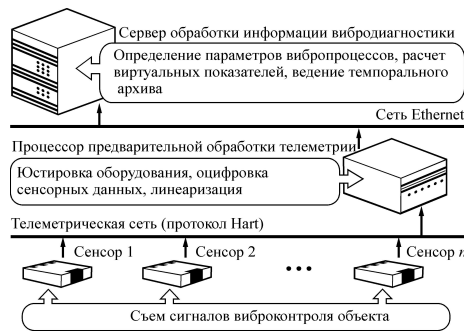 Сервер обработки информации вибродиагностики
Определение параметров вибропроцессов, расчет
виртуальных показателей, ведение темпорального
архива
Сеть Ethernet
Процессор предварительной обработки телеметрии
Юстировка оборудования, оцифровка
сенсорных данных, линеаризация
Телеметрическая сеть (протокол Hart)
Сенсор 1
Сенсор 2
Сенсор n
Съем сигналов виброконтроля объекта